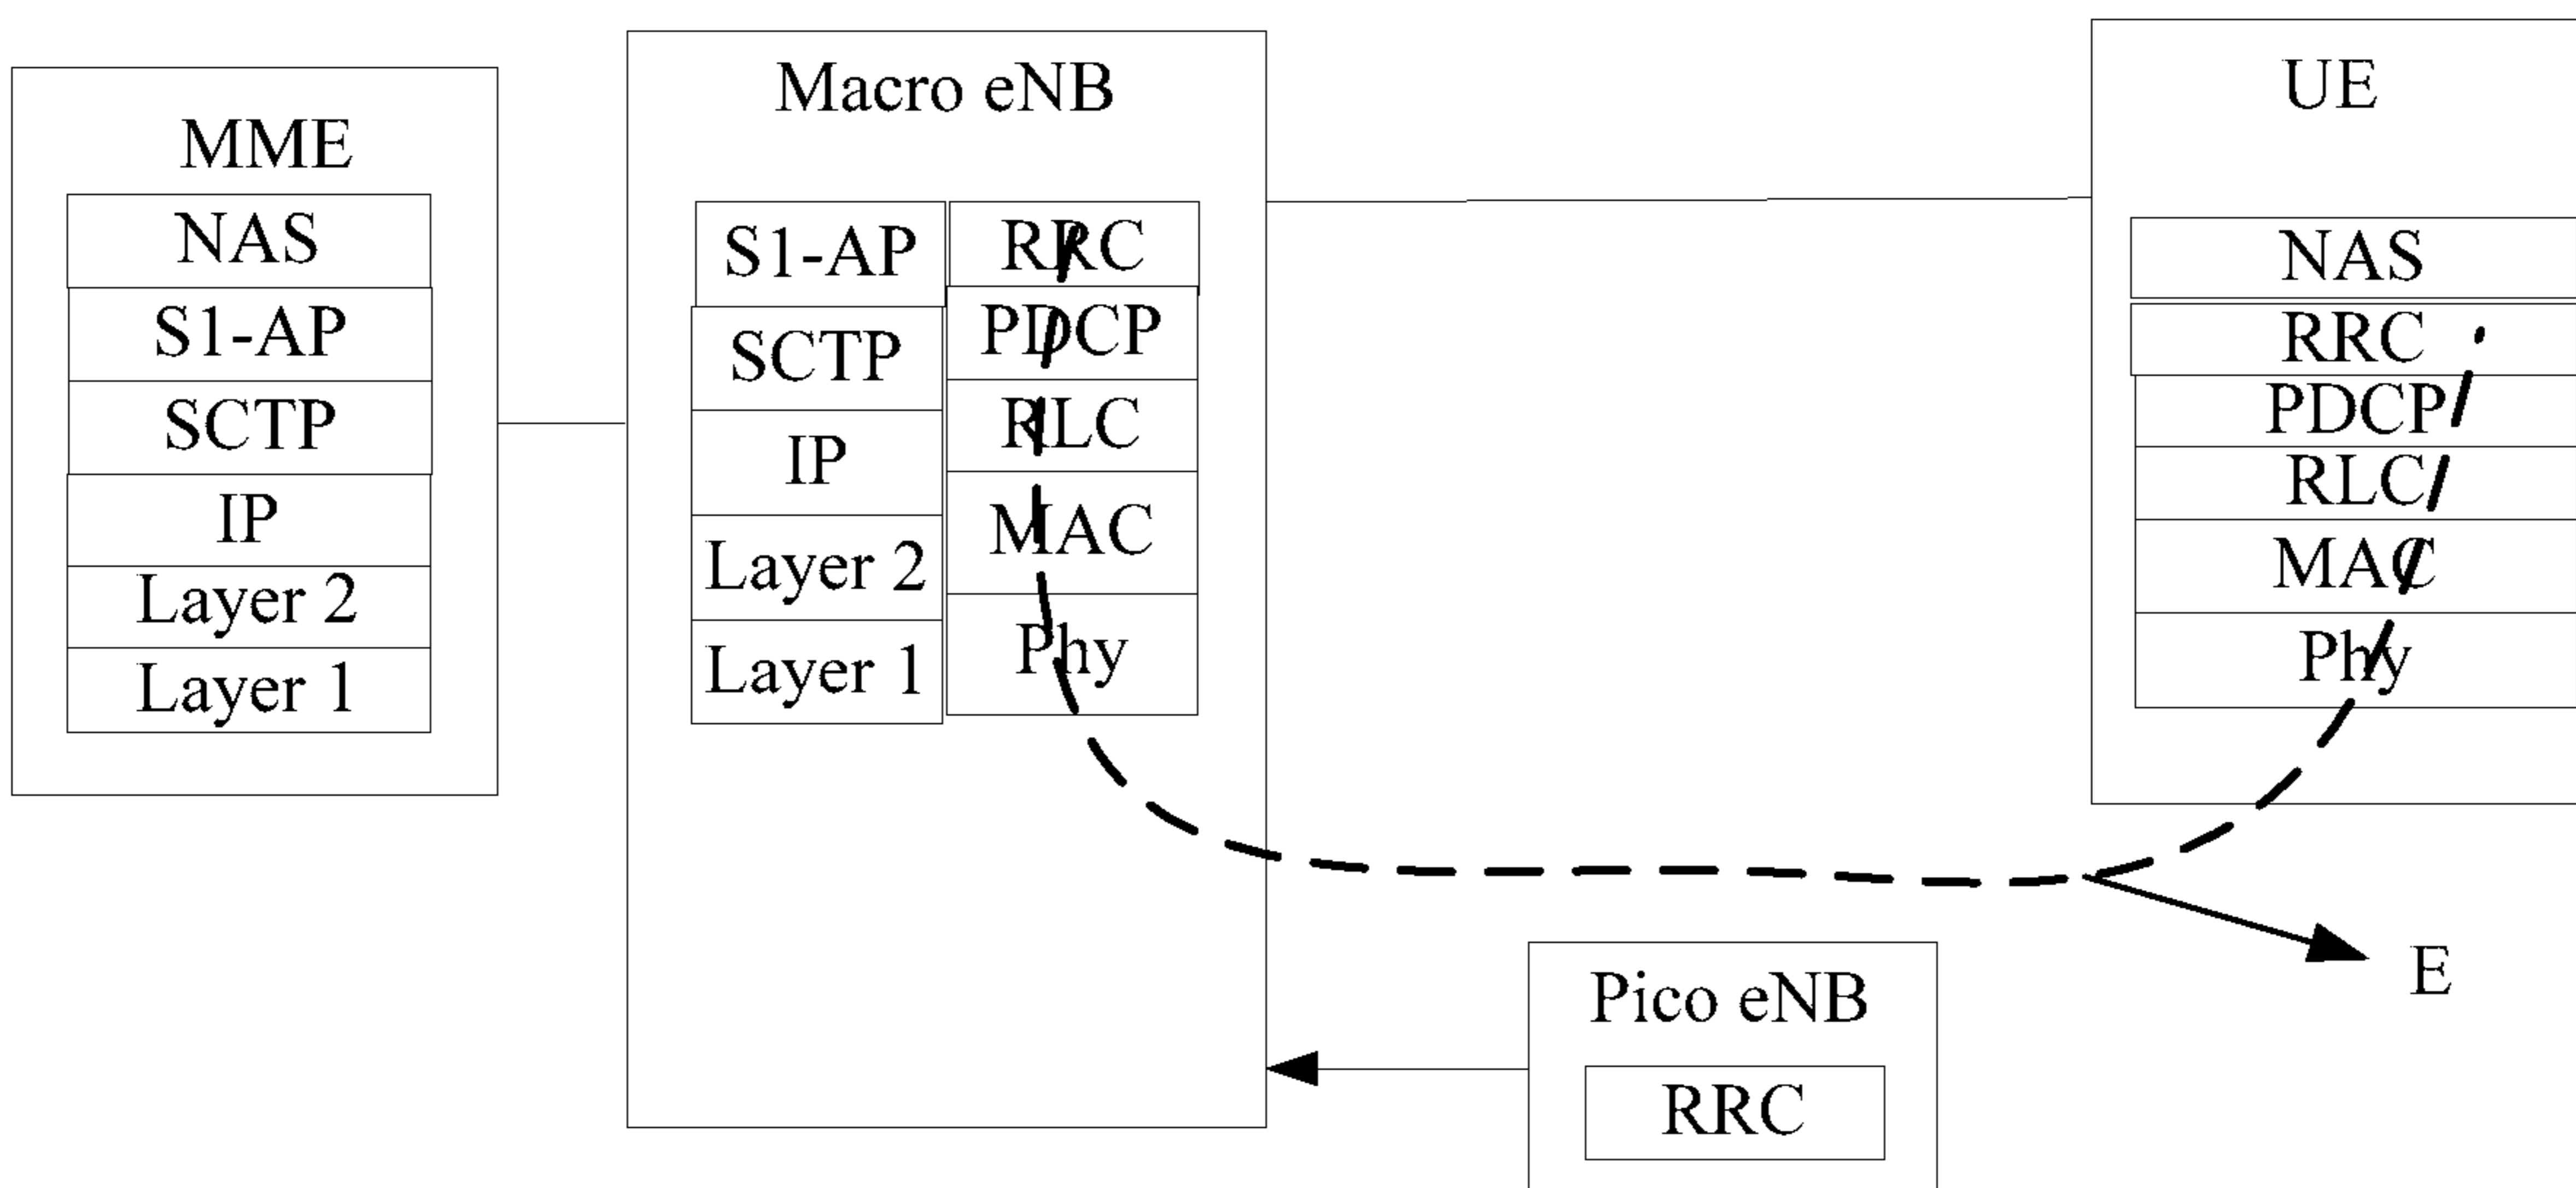 MME
NAS
S1-AP
SCTP
IP
Layer 2
Layer 1
Macro eNB
S1-AP
SCTP
IP
Layer 2
Layer 1
RRC
PDCP
RLC
MAC
Phy
UE
NAS
RRC
PDCP
RLC
MAC
Phy
E
Pico eNB
RRC